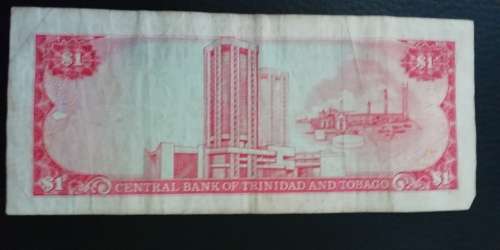 $1 $1
$1 CENTRAL BANK OF TRINIDAD AND TOBAGO $1